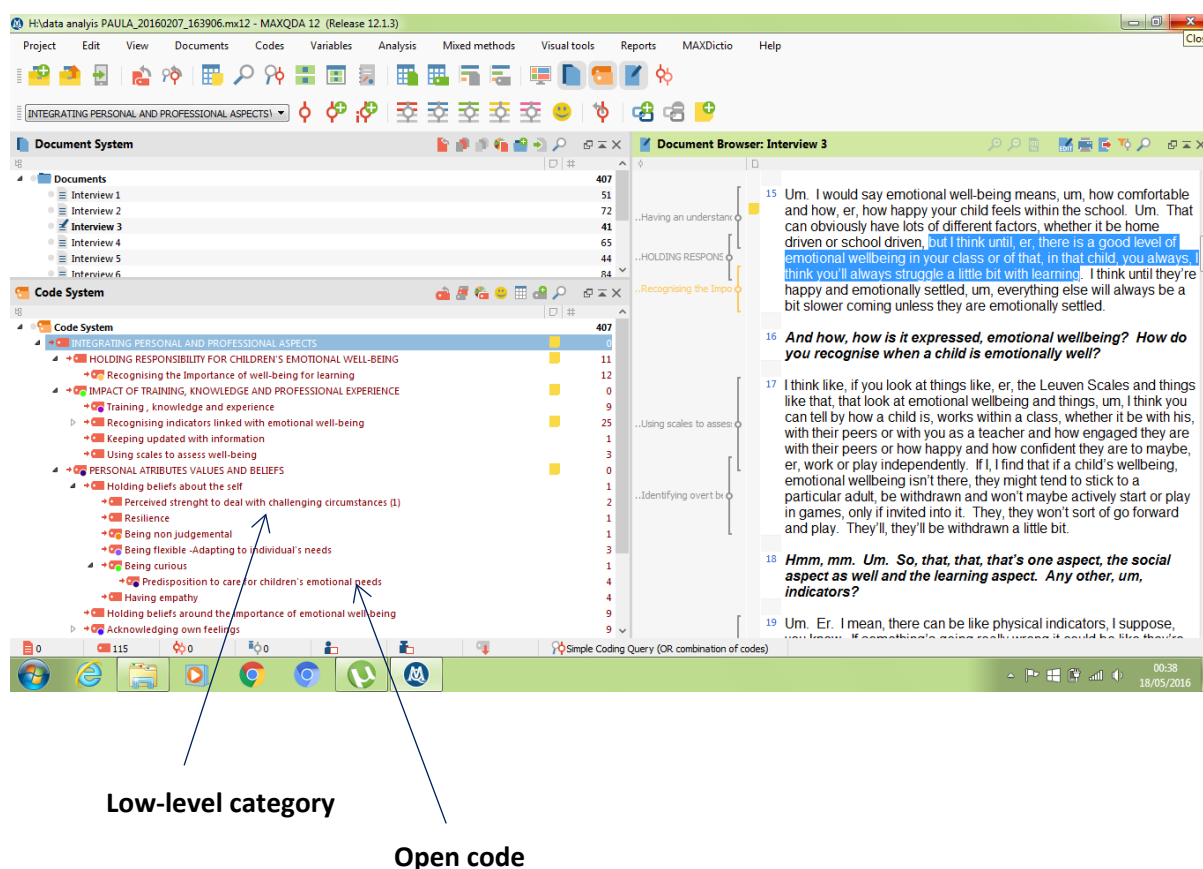 H:\data analyis PAULA_20160207_163906.mx12 - MAXQDA 12 (Release 12.1.3)
Clo
Project Edit View Documents Codes Variables Analysis Mixed methods Visual tools Reports MAXDictio Help
INTEGRATING PERSONAL AND PROFESSIONAL ASPECTS\
Document System
Documents 407
Interview 1 51
Interview 2 72
Interview 3 41
Interview 4 65
Interview 5 44
Interview 6 84
Code System
Code System 407
INTEGRATING PERSONAL AND PROFESSIONAL ASPECTS 0
HOLDING RESPONSIBILITY FOR CHILDREN'S EMOTIONAL WELL-BEING 11
Recognising the Importance of well-being for learning 12
IMPACT OF TRAINING, KNOWLEDGE AND PROFESSIONAL EXPERIENCE 0
Training , knowledge and experience 9
Recognising indicators linked with emotional well-being 25
Keeping updated with information 1
Using scales to assess well-being 3
PERSONAL ATRIBUTES VALUES AND BELIEFS 0
Holding beliefs about the self 1
Perceived strenght to deal with challenging circumstances (1) 2
Resilience 1
Being non judgemental 1
Being flexible -Adapting to individual's needs 3
Being curious 1
Predisposition to care for children's emotional needs 4
Having empathy 4
Holding beliefs around the importance of emotional well-being 9
Acknowledging own feelings 9
Document Browser: Interview 3
..Having an understan
..HOLDING RESPONS
..Recognising the Impo
..Using scales to asses
..Identifying overt be
15 Um. I would say emotional well-being means, um, how comfortable
and how, er, how happy your child feels within the school. Um. That
can obviously have lots of different factors, whether it be home
driven or school driven, but I think until, er, there is a good level of
emotional wellbeing in your class or of that, in that child, you always, I
think you'll always struggle a little bit with learning. I think until they're
happy and emotionally settled, um, everything else will always be a
bit slower coming unless they are emotionally settled.
16 And how, how is it expressed, emotional wellbeing? How do
you recognise when a child is emotionally well?
17 I think like, if you look at things like, er, the Leuven Scales and things
like that, that look at emotional wellbeing and things, um, I think you
can tell by how a child is, works within a class, whether it be with his,
with their peers or with you as a teacher and how engaged they are
with their peers or how happy and how confident they are to maybe,
er, work or play independently. If I, I find that if a child's wellbeing,
emotional wellbeing isn't there, they might tend to stick to a
particular adult, be withdrawn and won't maybe actively start or play
in games, only if invited into it. They, they won't sort of go forward
and play. They'll, they'll be withdrawn a little bit.
18 Hmm, mm. Um. So, that, that, that's one aspect, the social
aspect as well and the learning aspect. Any other, um,
indicators?
19 Um. Er. I mean, there can be like physical indicators, I suppose,
0 115 0 0 Simple Coding Query (OR combination of codes)
00:38
18/05/2016
Low-level category
Open code